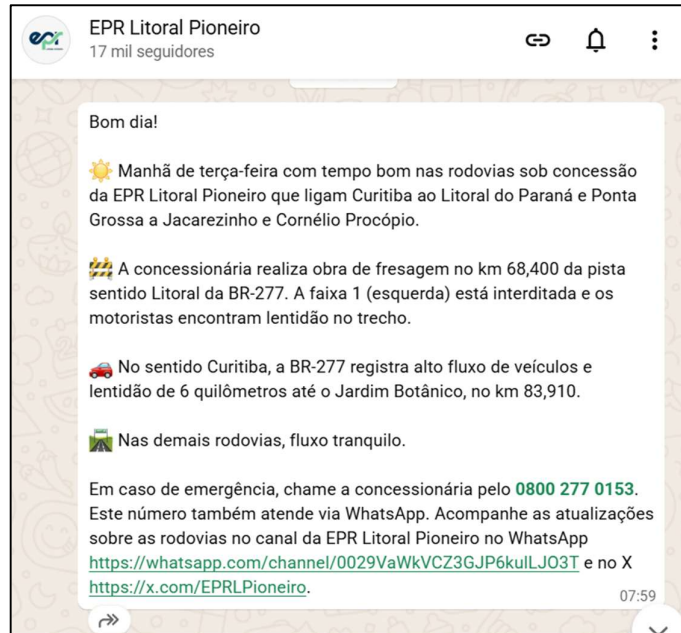 epr
EPR Litoral Pioneiro
17 mil seguidores
Bom dia!
☀️ Manhã de terça-feira com tempo bom nas rodovias sob concessão
da EPR Litoral Pioneiro que ligam Curitiba ao Litoral do Paraná e Ponta
Grossa a Jacarezinho e Cornélio Procópio.
🚧 A concessionária realiza obra de fresagem no km 68,400 da pista
sentido Litoral da BR-277. A faixa 1 (esquerda) está interditada e os
motoristas encontram lentidão no trecho.
🚗 No sentido Curitiba, a BR-277 registra alto fluxo de veículos e
lentidão de 6 quilômetros até o Jardim Botânico, no km 83,910.
🛣️ Nas demais rodovias, fluxo tranquilo.
Em caso de emergência, chame a concessionária pelo 0800 277 0153.
Este número também atende via WhatsApp. Acompanhe as atualizações
sobre as rodovias no canal da EPR Litoral Pioneiro no WhatsApp
https://whatsapp.com/channel/0029VaWkVCZ3GJP6kulLJO3T e no X
https://x.com/EPRLPioneiro.
07:59